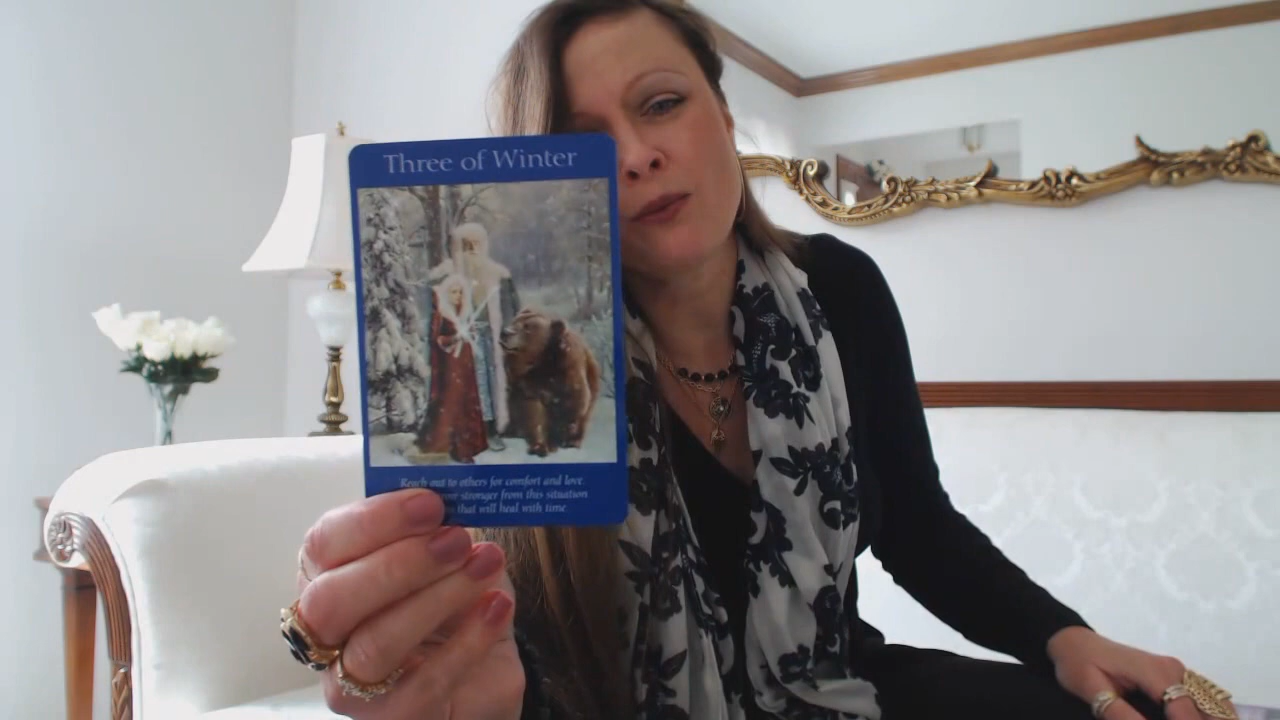 Three of Winter
Reach out to others for comfort and love.
stronger from this situation
that will heal with time.